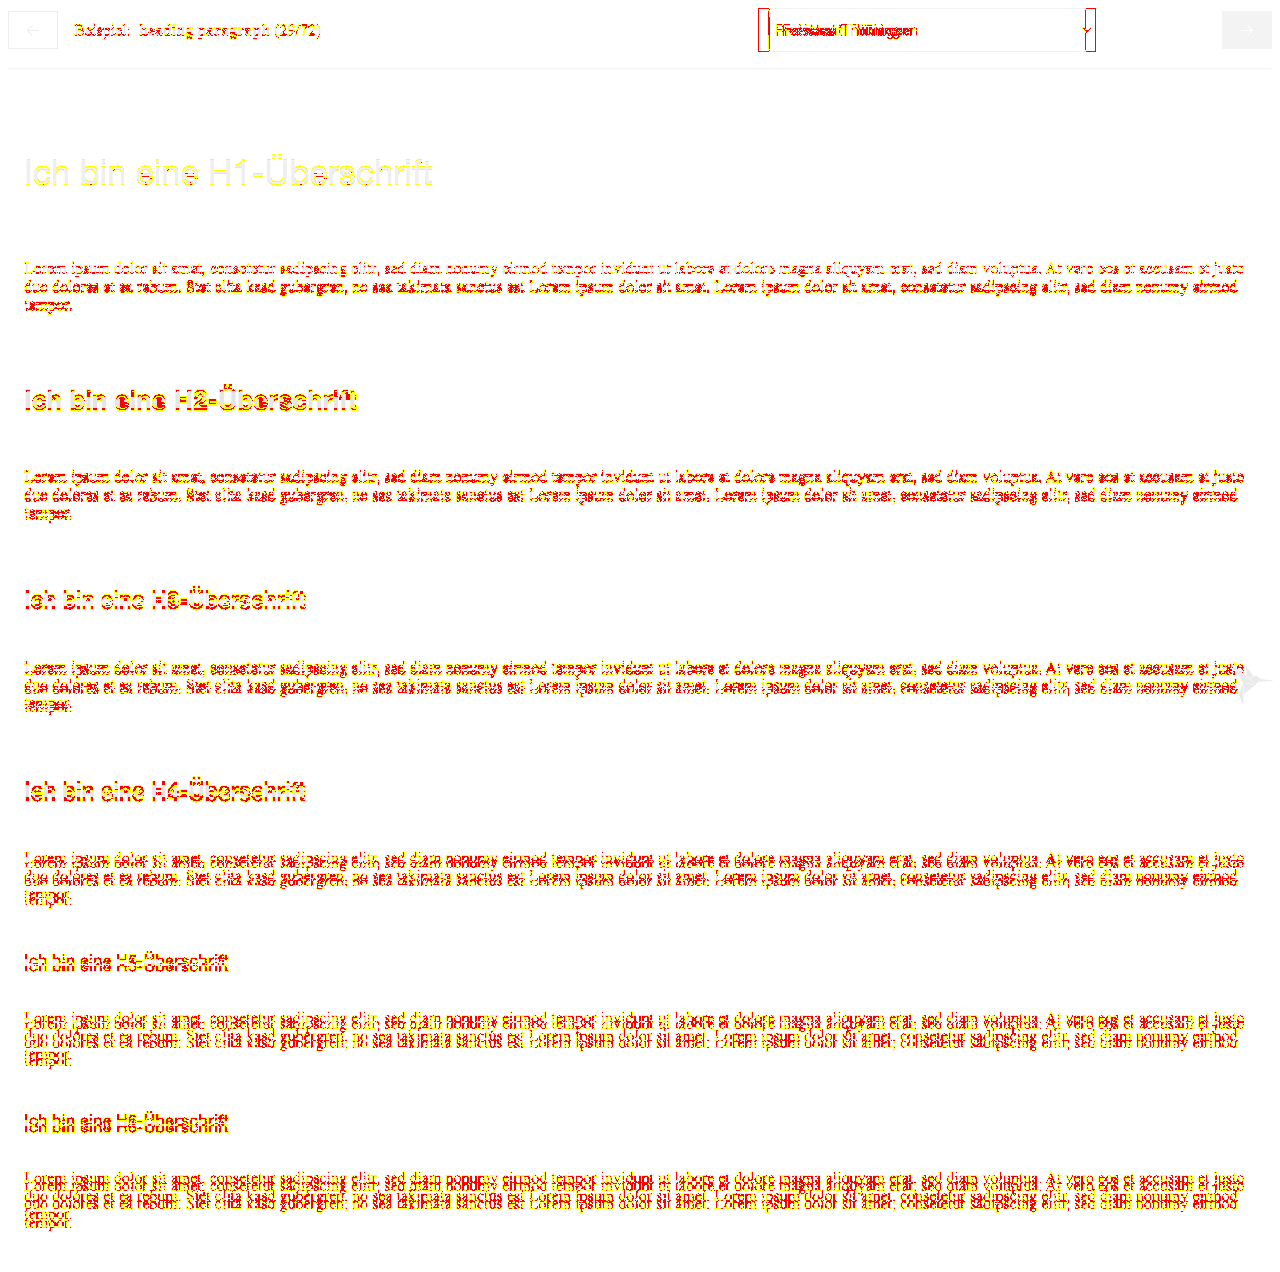 ← Beispiel: heading paragraph (29/72) →
Ich bin eine H1-Überschrift
Lorem ipsum dolor sit amet, consetetur sadipscing elitr, sed diam nonumy eirmod tempor invidunt ut labore et dolore magna aliquyam erat, sed diam voluptua. At vero eos et accusam et justo
duo dolores et ea rebum. Stet clita kasd gubergren, no sea takimata sanctus est Lorem ipsum dolor sit amet. Lorem ipsum dolor sit amet, consetetur sadipscing elitr, sed diam nonumy eirmod
tempor.
Ich bin eine H2-Überschrift
Lorem ipsum dolor sit amet, consetetur sadipscing elitr, sed diam nonumy eirmod tempor invidunt ut labore et dolore magna aliquyam erat, sed diam voluptua. At vero eos et accusam et justo
duo dolores et ea rebum. Stet clita kasd gubergren, no sea takimata sanctus est Lorem ipsum dolor sit amet. Lorem ipsum dolor sit amet, consetetur sadipscing elitr, sed diam nonumy eirmod
tempor.
Ich bin eine H3-Überschrift
Lorem ipsum dolor sit amet, consetetur sadipscing elitr, sed diam nonumy eirmod tempor invidunt ut labore et dolore magna aliquyam erat, sed diam voluptua. At vero eos et accusam et justo
duo dolores et ea rebum. Stet clita kasd gubergren, no sea takimata sanctus est Lorem ipsum dolor sit amet. Lorem ipsum dolor sit amet, consetetur sadipscing elitr, sed diam nonumy eirmod
tempor.
Ich bin eine H4-Überschrift
Lorem ipsum dolor sit amet, consetetur sadipscing elitr, sed diam nonumy eirmod tempor invidunt ut labore et dolore magna aliquyam erat, sed diam voluptua. At vero eos et accusam et justo
duo dolores et ea rebum. Stet clita kasd gubergren, no sea takimata sanctus est Lorem ipsum dolor sit amet. Lorem ipsum dolor sit amet, consetetur sadipscing elitr, sed diam nonumy eirmod
tempor.
Ich bin eine H5-Überschrift
Lorem ipsum dolor sit amet, consetetur sadipscing elitr, sed diam nonumy eirmod tempor invidunt ut labore et dolore magna aliquyam erat, sed diam voluptua. At vero eos et accusam et justo
duo dolores et ea rebum. Stet clita kasd gubergren, no sea takimata sanctus est Lorem ipsum dolor sit amet. Lorem ipsum dolor sit amet, consetetur sadipscing elitr, sed diam nonumy eirmod
tempor.
Ich bin eine H6-Überschrift
Lorem ipsum dolor sit amet, consetetur sadipscing elitr, sed diam nonumy eirmod tempor invidunt ut labore et dolore magna aliquyam erat, sed diam voluptua. At vero eos et accusam et justo
duo dolores et ea rebum. Stet clita kasd gubergren, no sea takimata sanctus est Lorem ipsum dolor sit amet. Lorem ipsum dolor sit amet, consetetur sadipscing elitr, sed diam nonumy eirmod
tempor.